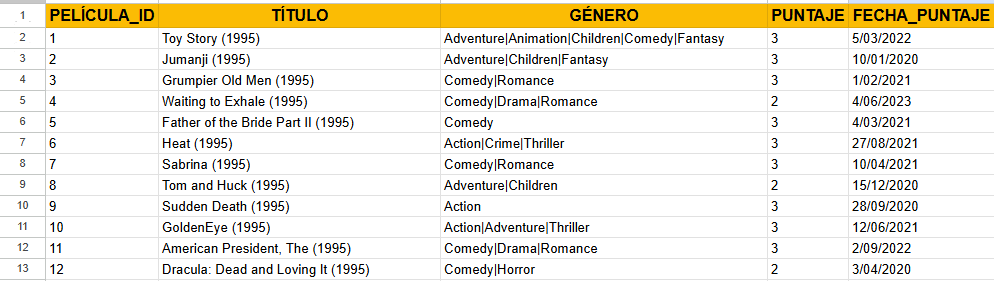 1 PELÍCULA_ID TÍTULO GÉNERO PUNTAJE FECHA_PUNTAJE
2 1 Toy Story (1995) Adventure|Animation|Children|Comedy|Fantasy 3 5/03/2022
3 2 Jumanji (1995) Adventure|Children|Fantasy 3 10/01/2020
4 3 Grumpier Old Men (1995) Comedy|Romance 3 1/02/2021
5 4 Waiting to Exhale (1995) Comedy|Drama|Romance 2 4/06/2023
6 5 Father of the Bride Part II (1995) Comedy 3 4/03/2021
7 6 Heat (1995) Action|Crime|Thriller 3 27/08/2021
8 7 Sabrina (1995) Comedy|Romance 3 10/04/2021
9 8 Tom and Huck (1995) Adventure|Children 2 15/12/2020
10 9 Sudden Death (1995) Action 3 28/09/2020
11 10 GoldenEye (1995) Action|Adventure|Thriller 3 12/06/2021
12 11 American President, The (1995) Comedy|Drama|Romance 3 2/09/2022
13 12 Dracula: Dead and Loving It (1995) Comedy|Horror 2 3/04/2020